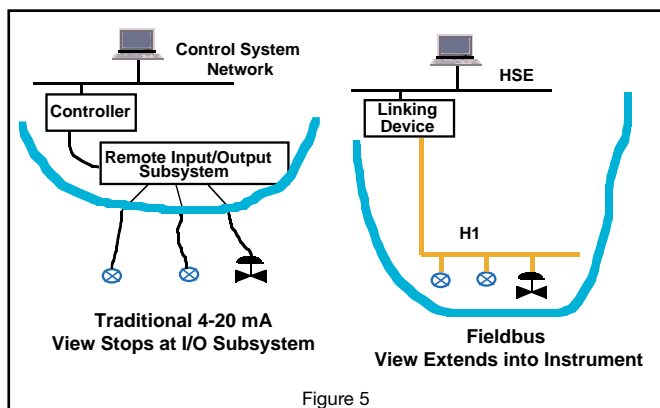 Control System
Network
Controller
Remote Input/Output
Subsystem
Traditional 4-20 mA
View Stops at I/O Subsystem
HSE
Linking
Device
H1
Fieldbus
View Extends into Instrument
Figure 5